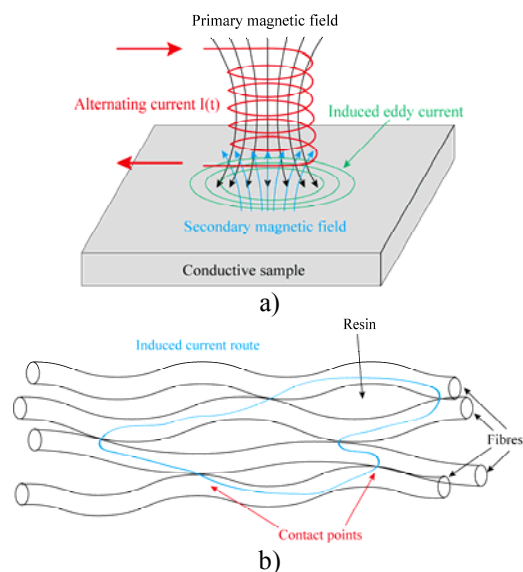 Primary magnetic field
Alternating current I(t)
Induced eddy current
Secondary magnetic field
Conductive sample
a)
Resin
Induced current route
Fibres
Contact points
b)